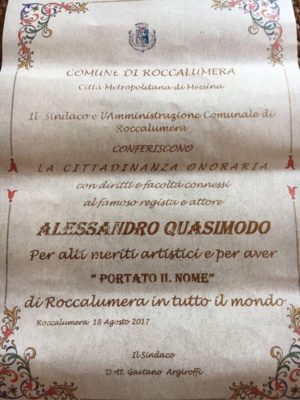 COMUNE DI ROCCALUMERA
Città Metropolitana di Messina
Il Sindaco e l'Amministrazione Comunale di
Roccalumera
CONFERISCONO
LA CITTADINANZA ONORARIA
con diritti e facoltà connessi
al famoso regista e attore
ALESSANDRO QUASIMODO
Per alti meriti artistici e per aver
" PORTATO IL NOME"
di Roccalumera in tutto il mondo
Roccalumera 18 Agosto 2017
Il Sindaco
Dott. Gaetano Argiroffi